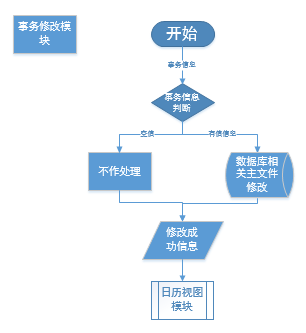 事务修改模
块
开始
事务信息
事务信息
判断
空值
有值信息
不作处理
数据库相
关主文件
修改
修改成
功信息
日历视图
模块